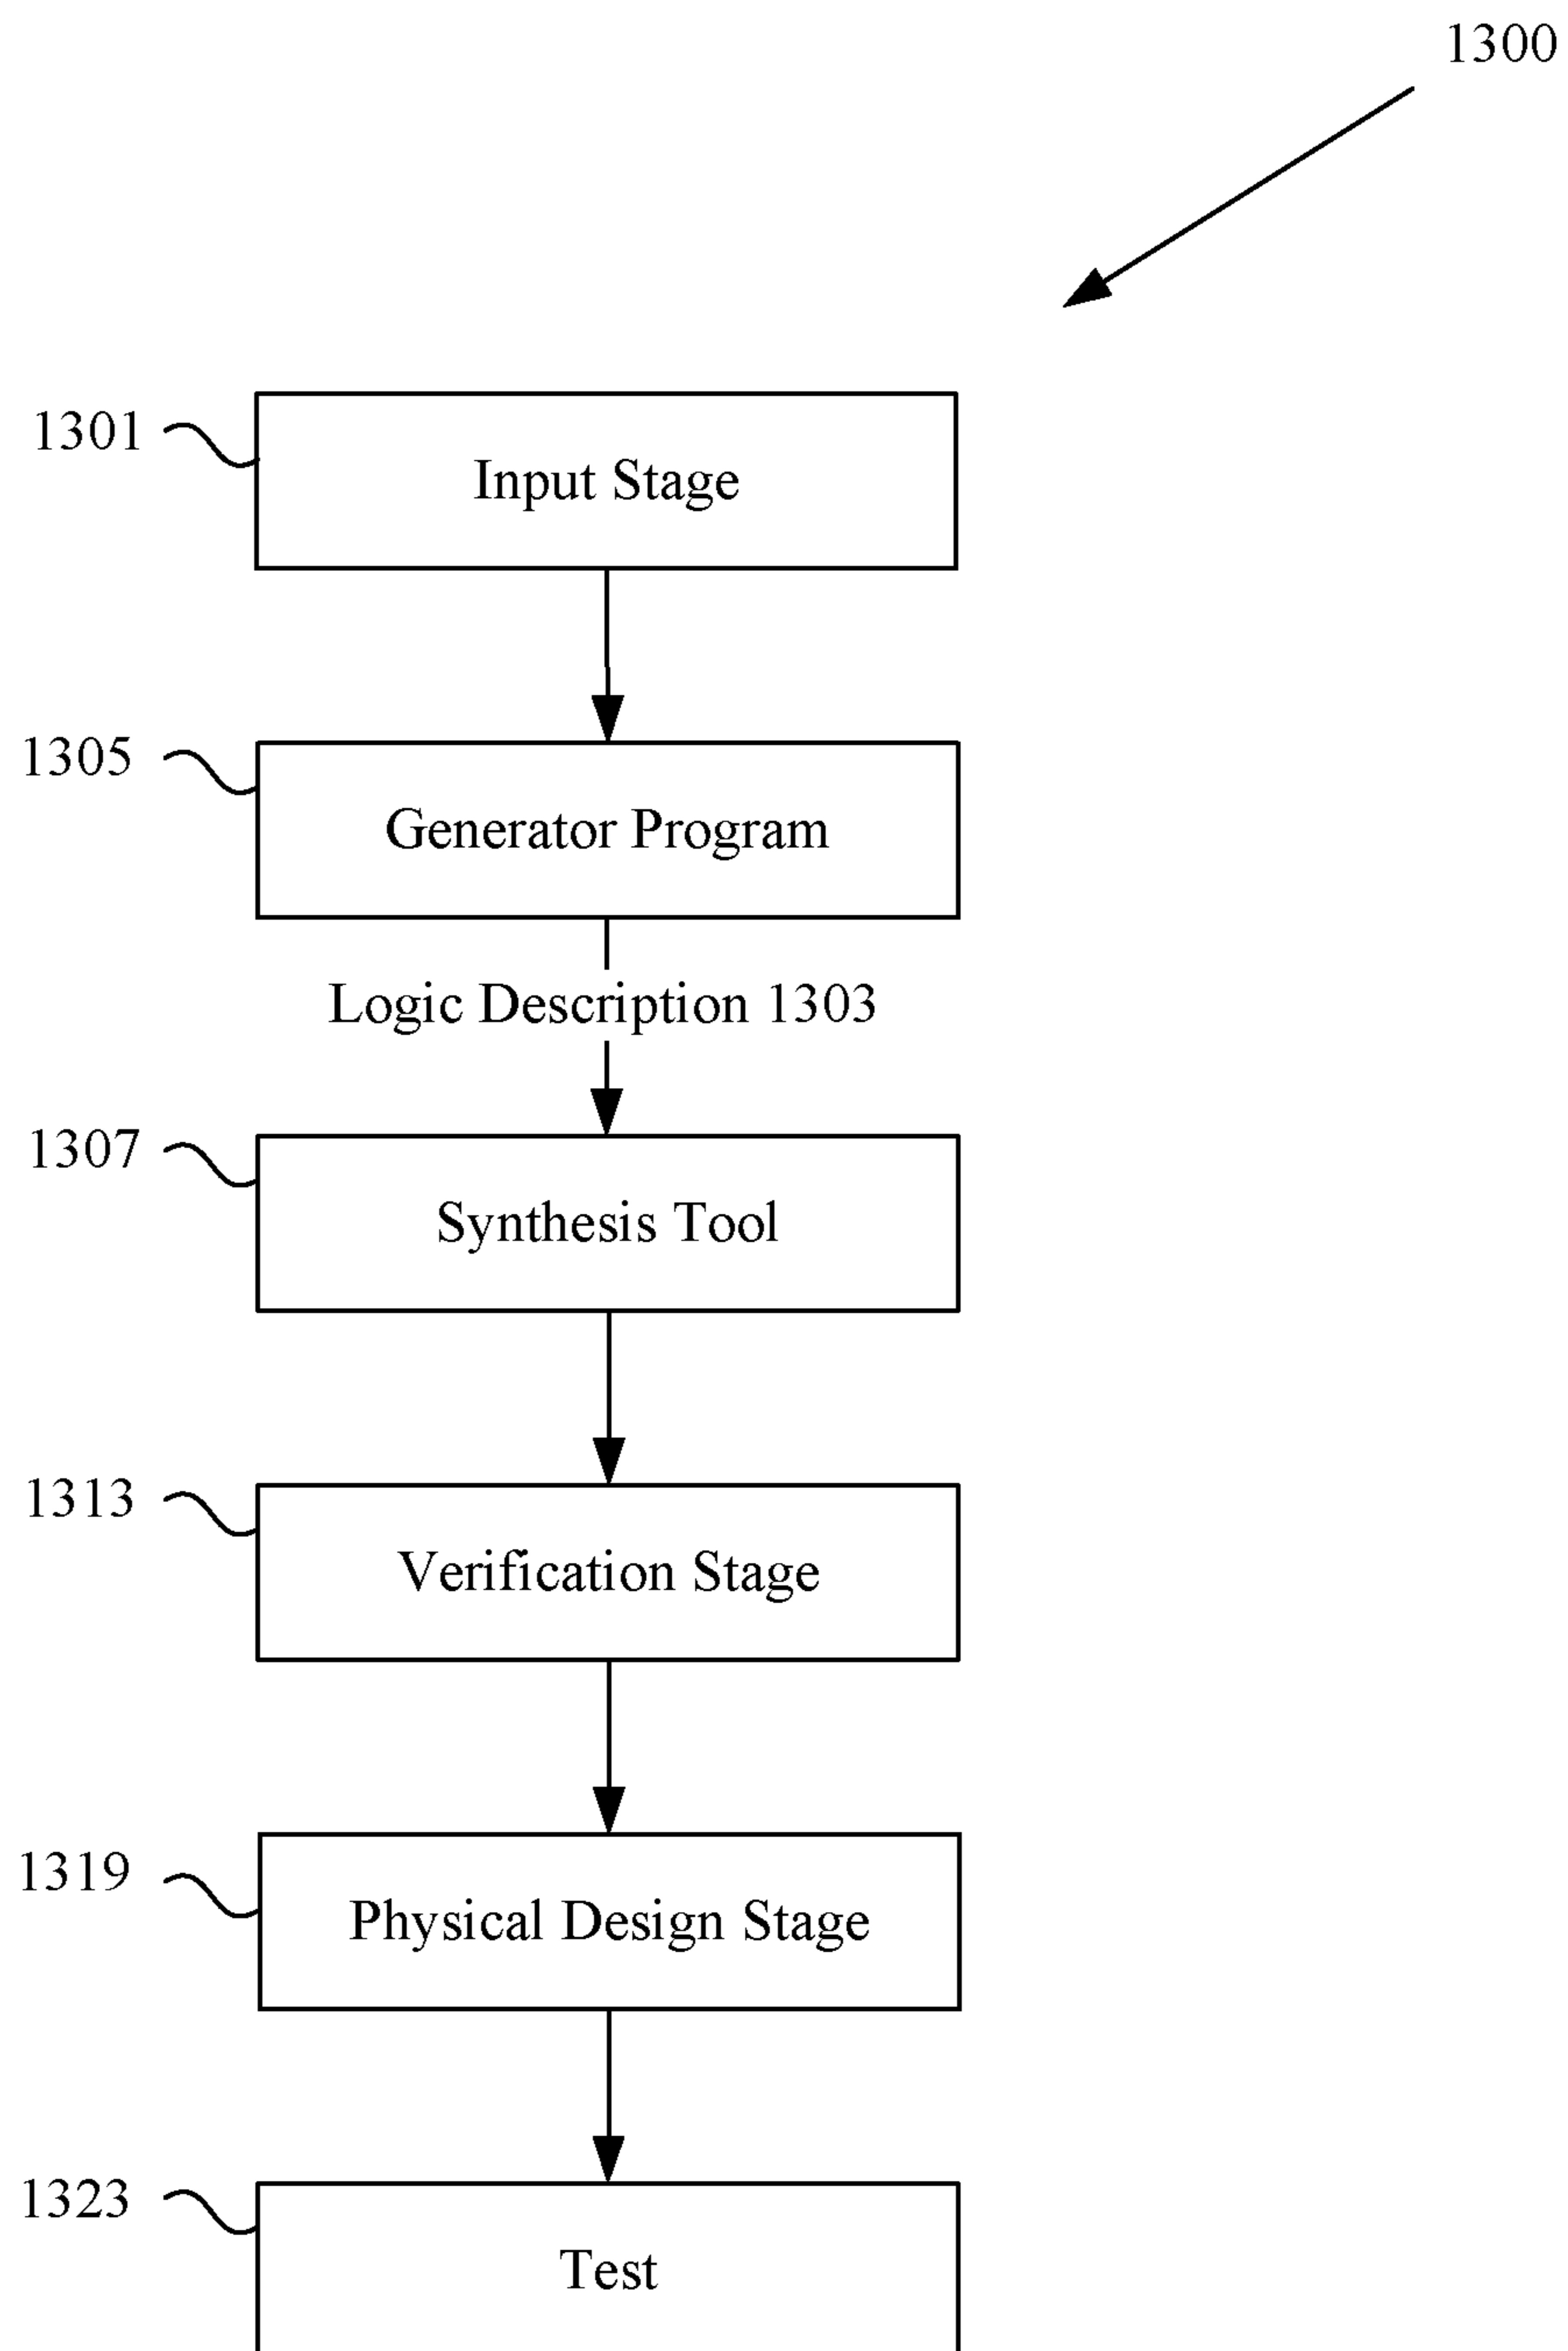 1300
1301
Input Stage
1305
Generator Program
Logic Description 1303
1307
Synthesis Tool
1313
Verification Stage
1319
Physical Design Stage
1323
Test